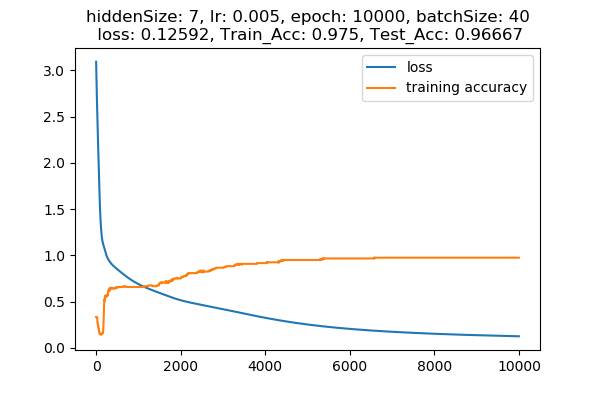 hiddenSize: 7, lr: 0.005, epoch: 10000, batchSize: 40
loss: 0.12592, Train_Acc: 0.975, Test_Acc: 0.96667
loss
training accuracy
3.0
2.5
2.0
1.5
1.0
0.5
0.0
0 2000 4000 6000 8000 10000